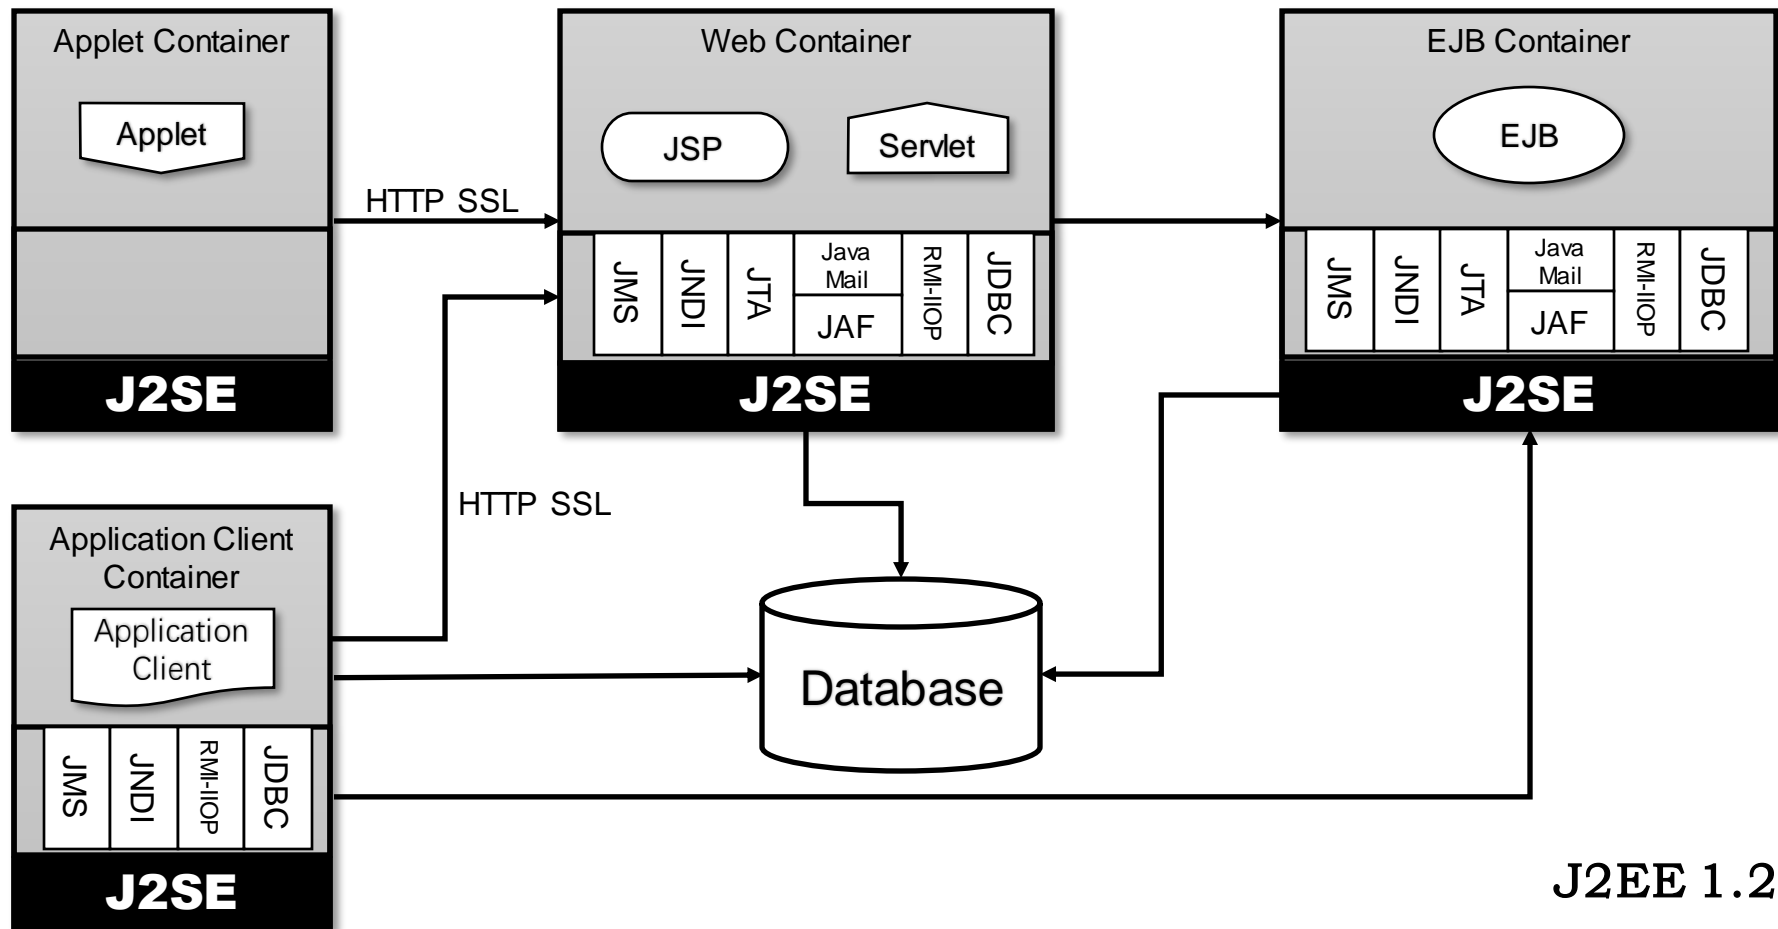 Applet Container
Applet
J2SE
HTTP SSL
Web Container
JSP
Servlet
JMS
JNDI
JTA
Java
Mail
JAF
RMI-IIOP
JDBC
J2SE
EJB Container
EJB
JMS
JNDI
JTA
Java
Mail
JAF
RMI-IIOP
JDBC
J2SE
HTTP SSL
Application Client
Container
Application
Client
JMS
JNDI
RMI-IIOP
JDBC
J2SE
Database
J2EE 1.2